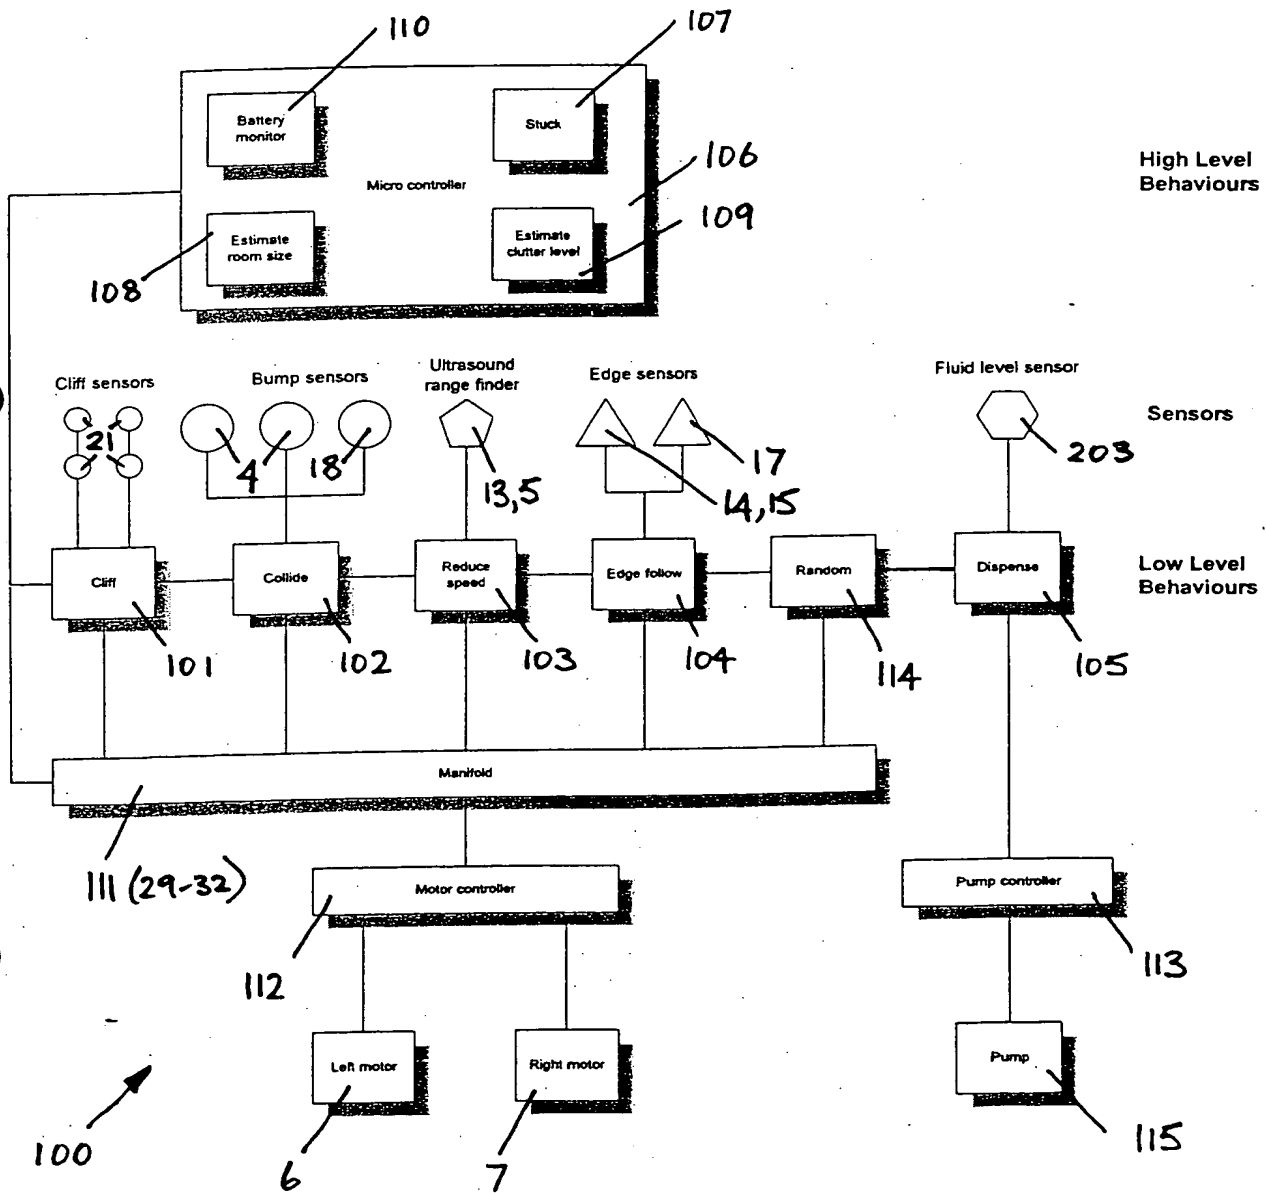 110
107
Battery
monitor
Stuck
106
High Level
Behaviours
Micro controller
Estimate
room size
Estimate
clutter level
109
108
Cliff sensors
Bump sensors
Ultrasound
range finder
Edge sensors
Fluid level sensor
Sensors
21
4
18
13,5
14,15
17
203
Cliff
Collide
Reduce
speed
Edge follow
Random
Dispense
Low Level
Behaviours
101
102
103
104
114
105
Manifold
111 (29-32)
Motor controller
Pump controller
112
113
Left motor
Right motor
Pump
100
6
7
115